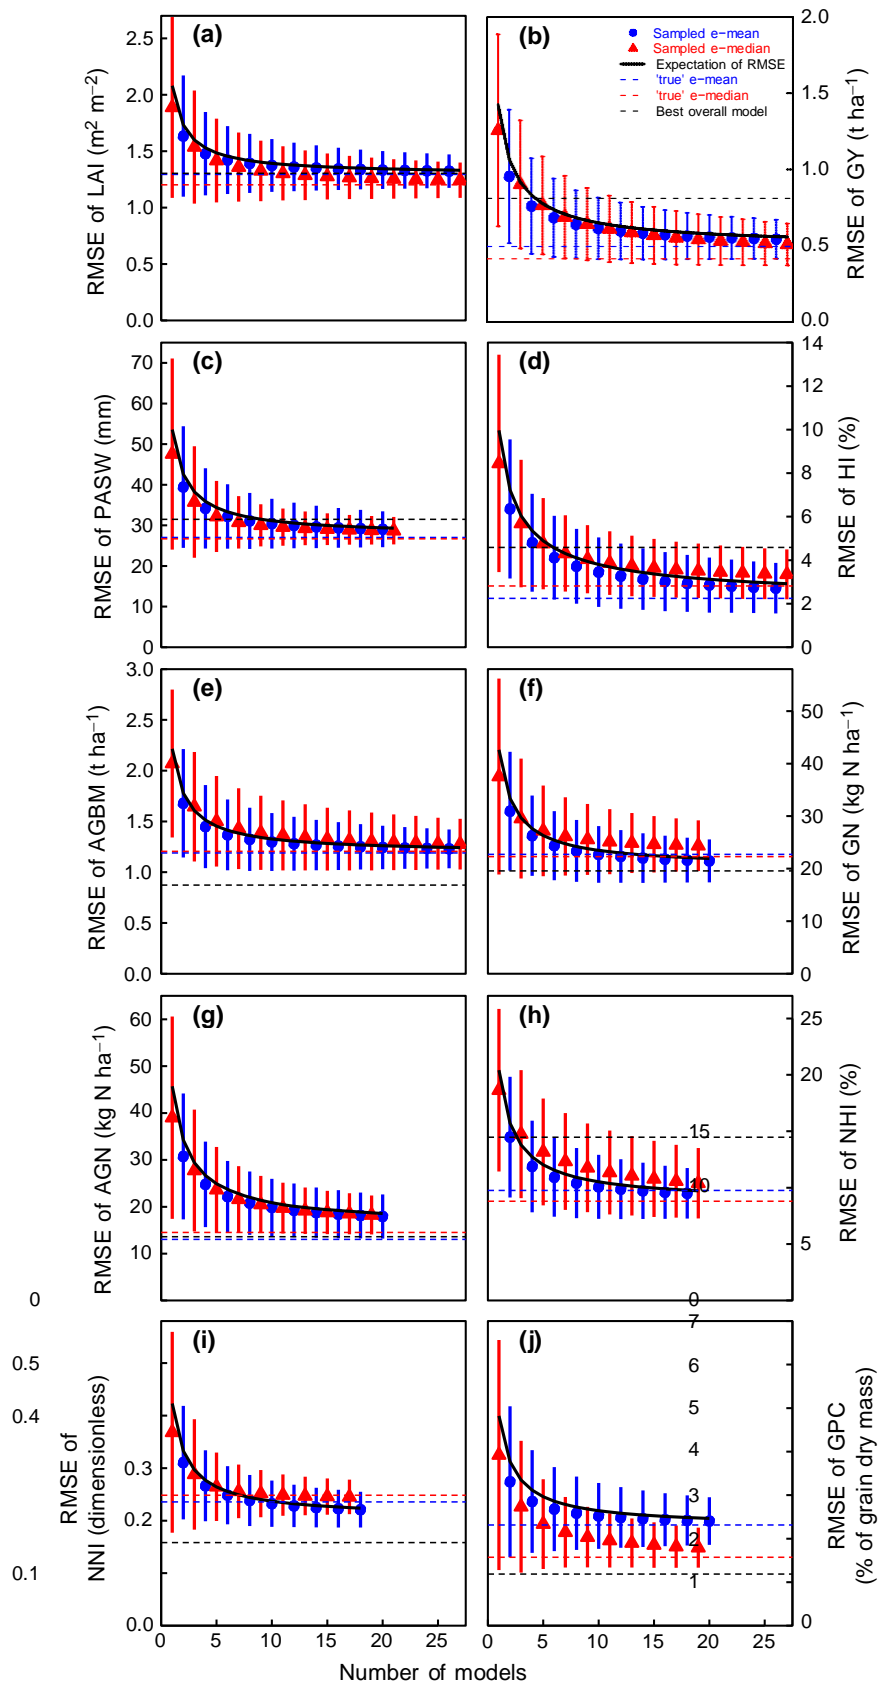 (a)
2.5
2.0
1.5
1.0
0.5
0.0
RMSE of LAI (m² m⁻²)
(b)
Sampled e−mean
Sampled e−median
Expectation of RMSE
'true' e−mean
'true' e−median
Best overall model
2.0
1.5
1.0
0.5
0.0
RMSE of GY (t ha⁻¹)
(c)
70
60
50
40
30
20
10
0
RMSE of PASW (mm)
(d)
14
12
10
8
6
4
2
0
RMSE of HI (%)
(e)
3.0
2.5
2.0
1.5
1.0
0.5
0.0
RMSE of AGBM (t ha⁻¹)
(f)
50
40
30
20
10
0
RMSE of GN (kg N ha⁻¹)
(g)
60
50
40
30
20
10
0
RMSE of AGN (kg N ha⁻¹)
(h)
25
20
15
10
5
0
RMSE of NHI (%)
(i)
0.5
0.4
0.3
0.2
0.1
0.0
RMSE of
NNI (dimensionless)
0 5 10 15 20 25
(j)
7
6
5
4
3
2
1
0
RMSE of GPC
(% of grain dry mass)
0 5 10 15 20 25
Number of models